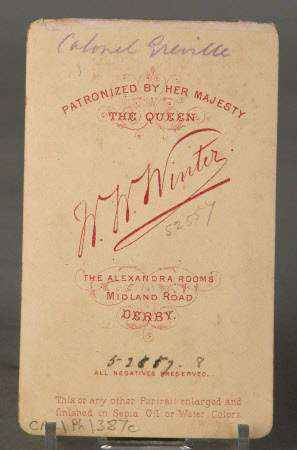 Colonel Greville
PATRONIZED BY HER MAJESTY
THE QUEEN.
W. W. Winter.
52557
THE ALEXANDRA ROOMS
MIDLAND ROAD
DERBY.
52557. 8
ALL NEGATIVES PRESERVED.
This or any other Portrait enlarged and
finished in Sepia Oil or Water Colors